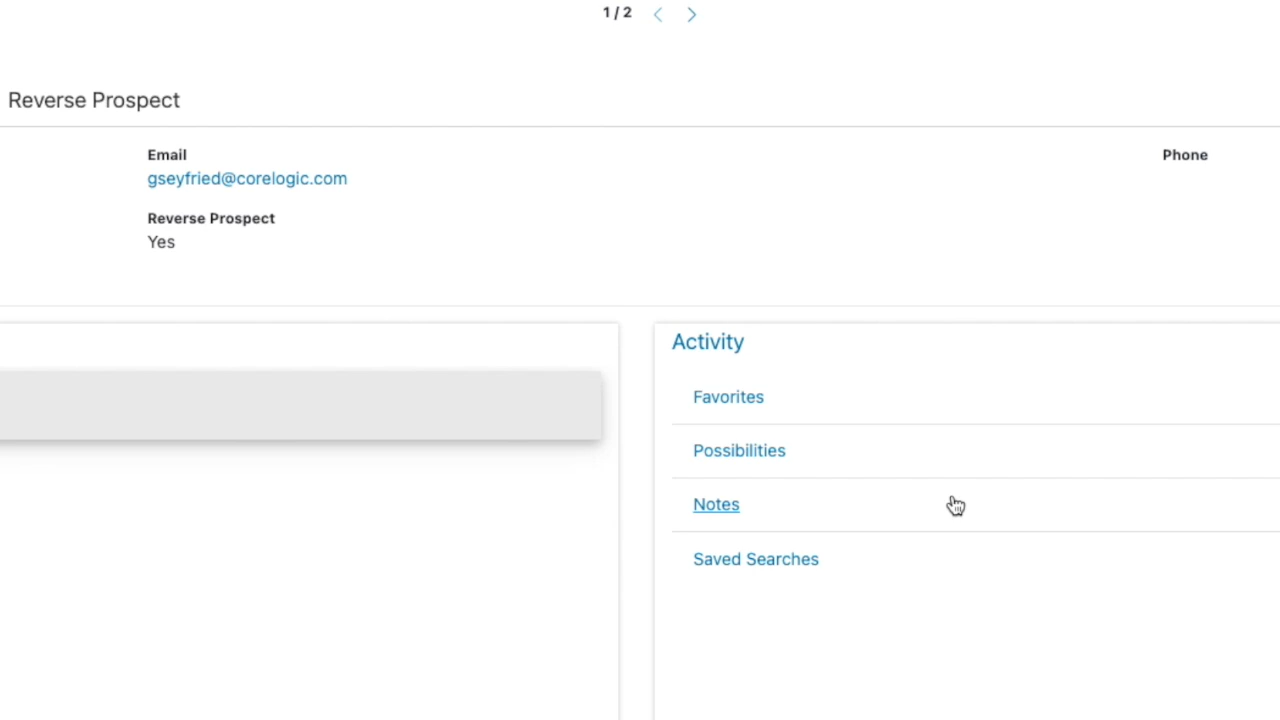 1 / 2
Reverse Prospect
Email
Phone
gseyfried@corelogic.com
Reverse Prospect
Yes
Activity
Favorites
Possibilities
Notes
Saved Searches